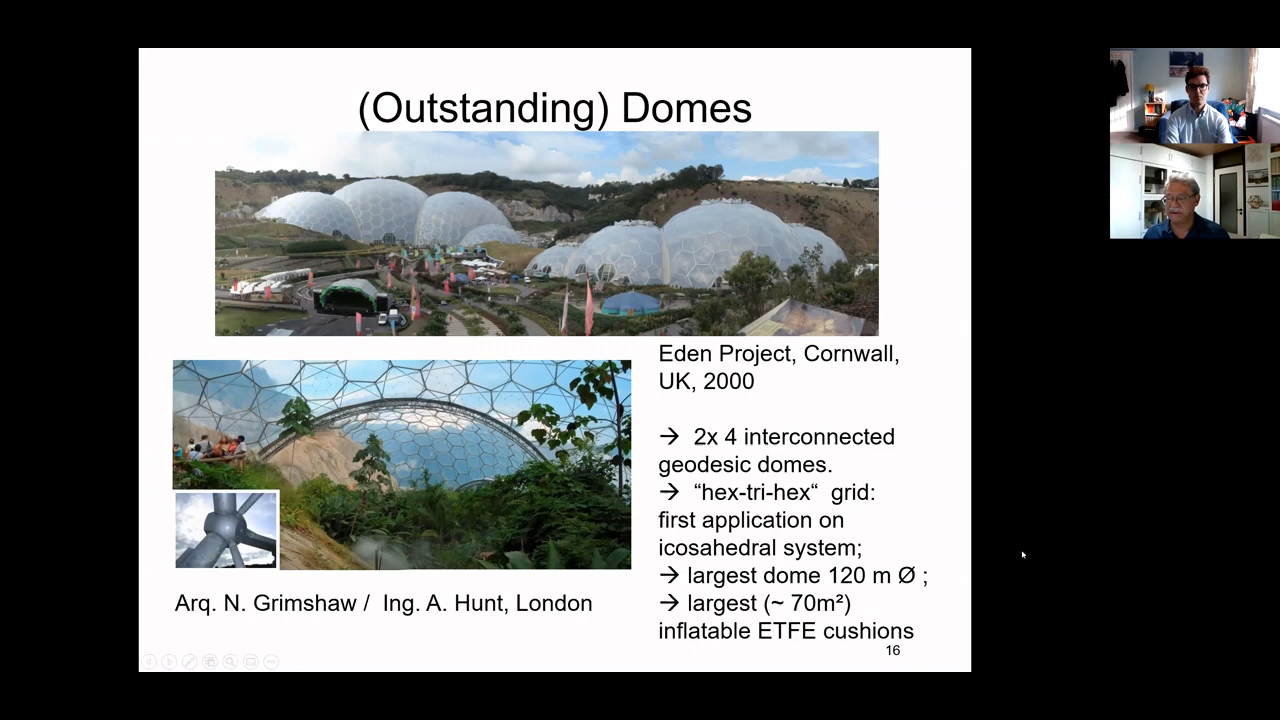 (Outstanding) Domes
Eden Project, Cornwall,
UK, 2000
→ 2x 4 interconnected
geodesic domes.
→ “hex-tri-hex“ grid:
first application on
icosahedral system;
→ largest dome 120 m Ø ;
→ largest (~ 70m²)
inflatable ETFE cushions
Arq. N. Grimshaw / Ing. A. Hunt, London
16